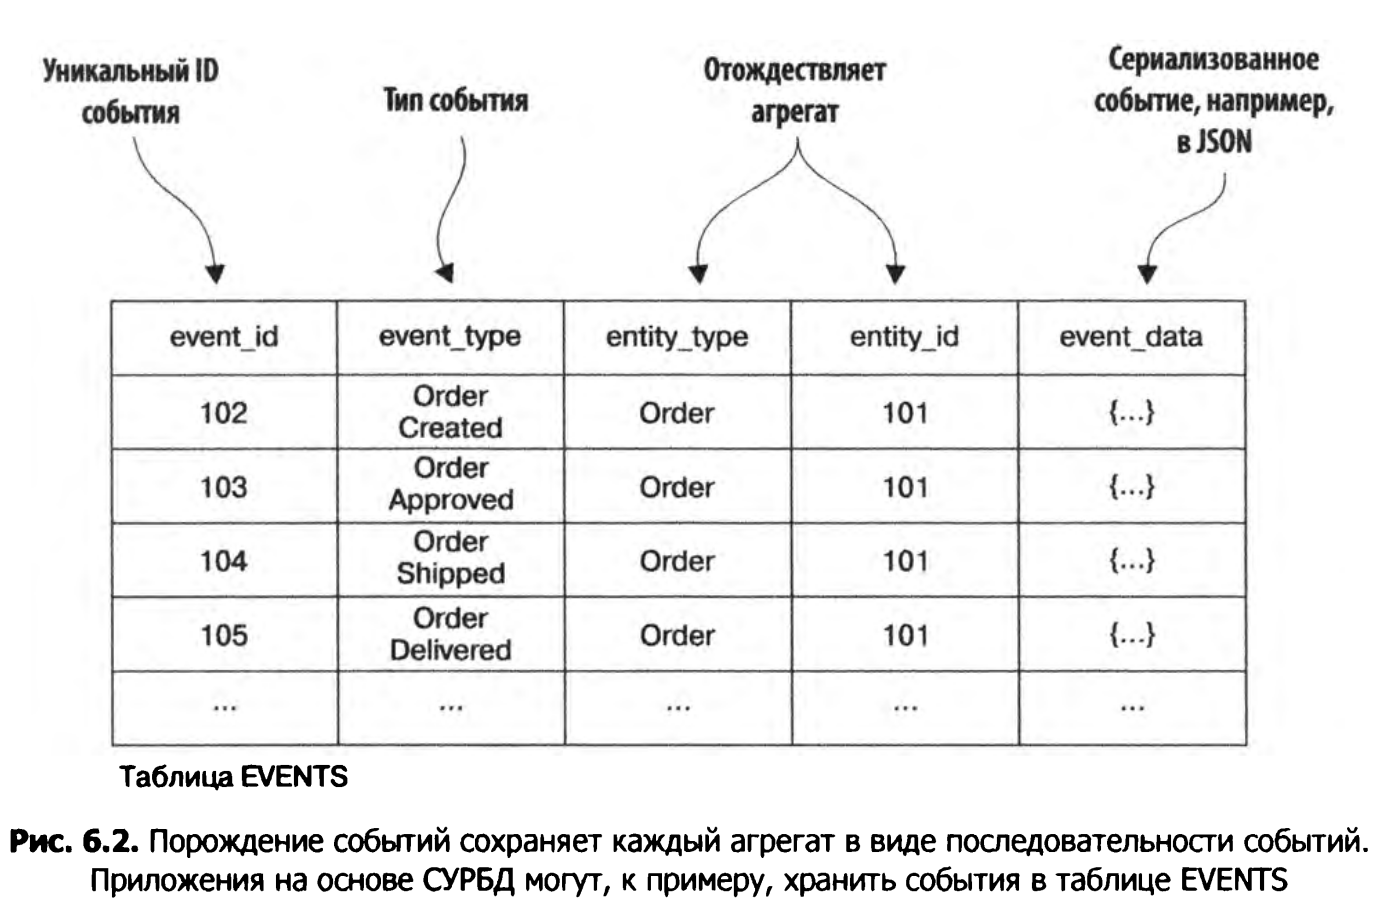 Уникальный ID
события
Тип события
Отождествляет
агрегат
Сериализованное
событие, например,
в JSON
event_id event_type entity_type entity_id event_data
102 Order Created Order 101 {...}
103 Order Approved Order 101 {...}
104 Order Shipped Order 101 {...}
105 Order Delivered Order 101 {...}
... ... ... ... ...
Таблица EVENTS
Рис. 6.2. Порождение событий сохраняет каждый агрегат в виде последовательности событий.
Приложения на основе СУРБД могут, к примеру, хранить события в таблице EVENTS